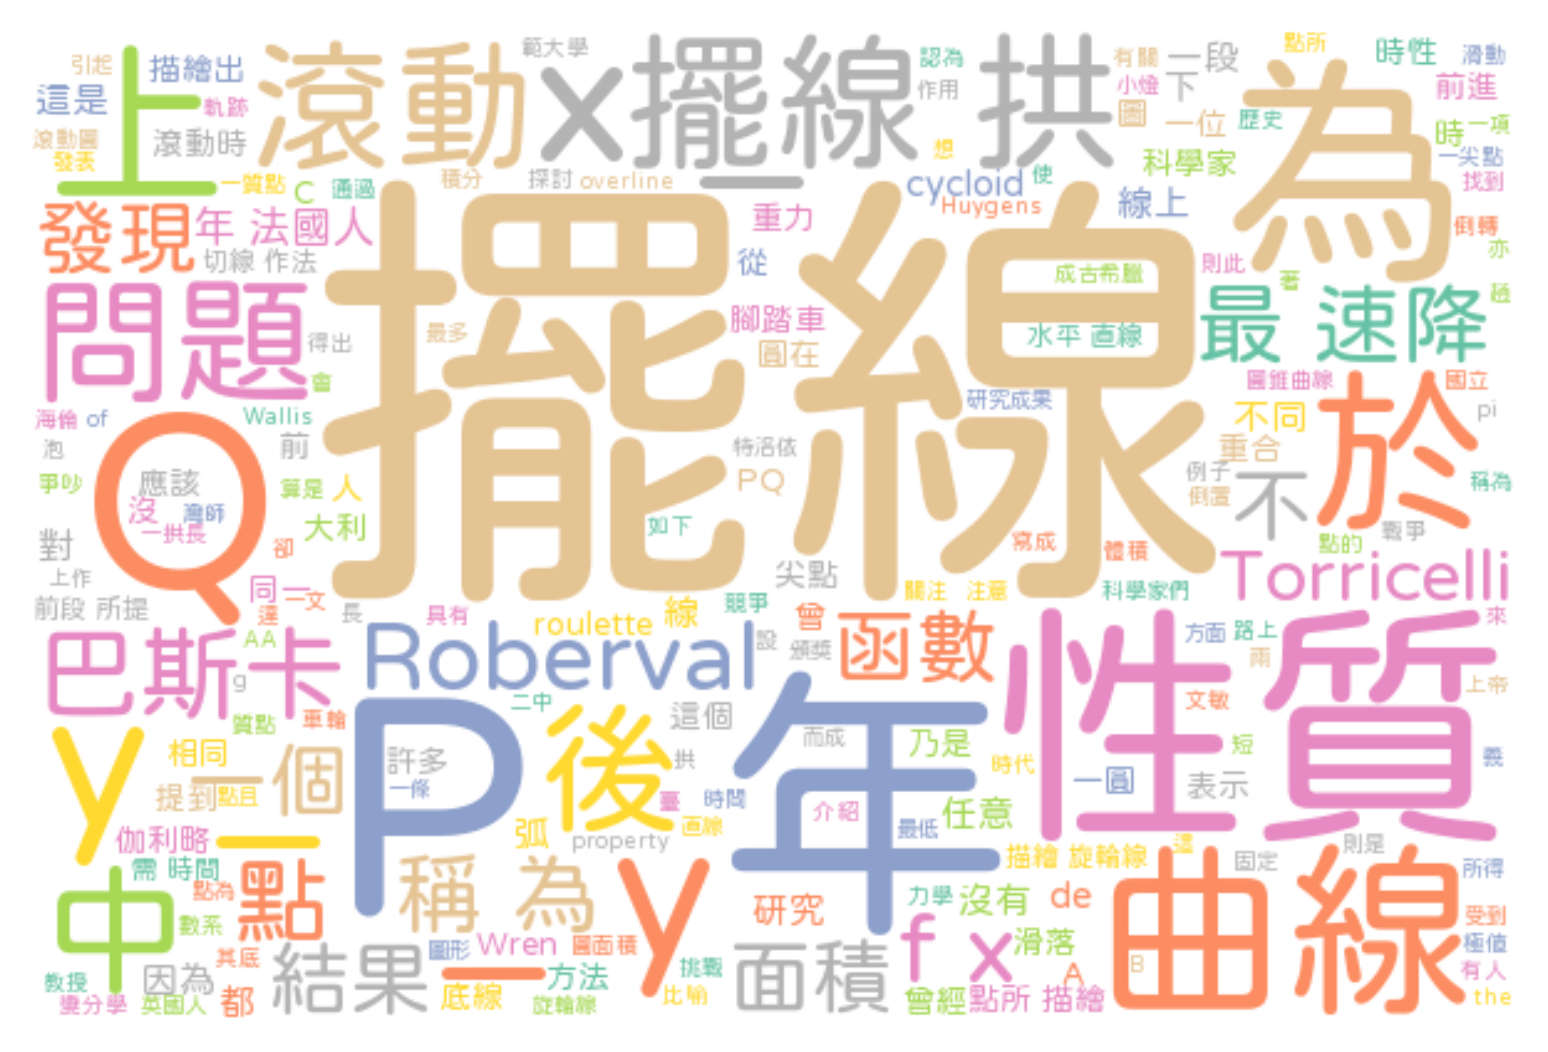 引起 描繪出 滾動 x 擺線 拱 範大學 認為 有關 一段 點所 時性 滑動
這是 上 軌跡 作用 小燈 下 圖 一位 歷史 為 前進
滾動圓 滾動時 發表 想 科學家 時 一項 一尖點
一質點 C 通過 積分 探討 overline cycloid 使 找到
發現 年 法國人 重力 Huygens 線上 倒轉
切線 作法 擺線 從 成古希臘 則此 亦
問題 著 最 速降
得出 最多 腳踏車 水平 直線
會 圓在 圓錐曲線 國立
海倫 of Wallis 研究成果 不同 於 pi
泡 前 特洛依 重合
爭吵 Q 應該 算是 人 PQ 例子 不 稱為
沒 灣師 倒置
一拱長 大利 如下 點的 戰爭
對 卻 寫成 體積
上作 同一 尖點 關注 注意 科學家們 Torricelli
前段 所提 達 一文 長 具有 roulette 線 競爭 曾 函數 來
巴斯卡 AA Roberval 設 頒獎 性質 方面 路上
g 雨 上帝
質點 車輪 二中 這個 文敏
y 相同 一個 P 許多 後 拱 年 而成 乃是 時代 短
提到 點且 一條 臺 時間 一圓 表示
伽利略 弧 property 直線 介紹 最低 任意
需 時間 稱 為 y 描繪 旋輪線 這 固定 則是
中 點為 點 研究 力學 沒有 de 曲線 所得
數系 f x 受到
其底 結果 圖形 Wren 圓面積 面積 滑落 極值
教授 因為 方法 挑戰 A B 有人
變分學 英國人 都 底線 旋輪線 比喻 曾經 點所 描繪 the